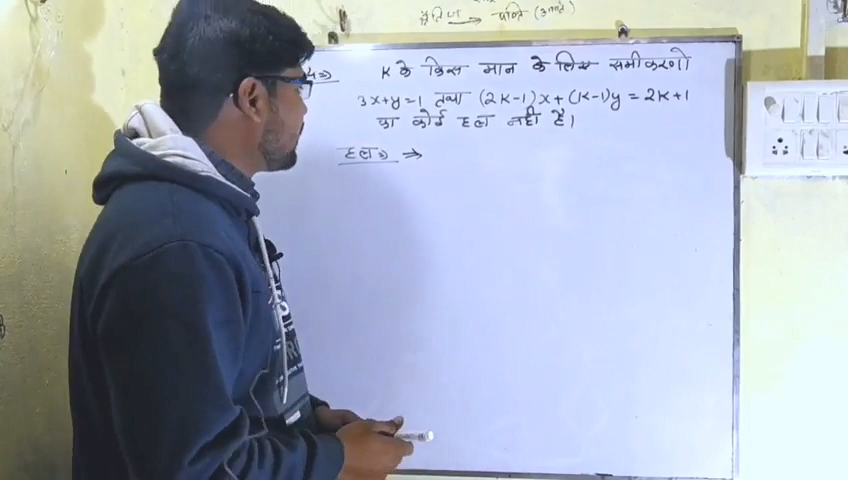 → पंक्ति
K के किस मान के लिए समीकरणो
3x+y=1 तथा (2K-1)x+(K-1)y = 2K+1
का कोई हल नही है।
हल⇒ ⇒